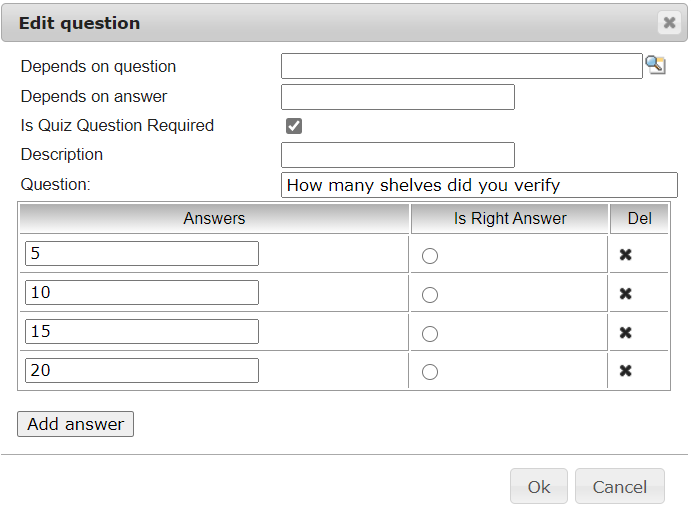 Edit question
Depends on question
Depends on answer
Is Quiz Question Required
Description
Question: How many shelves did you verify
Answers Is Right Answer Del
5
10
15
20
Add answer
Ok Cancel